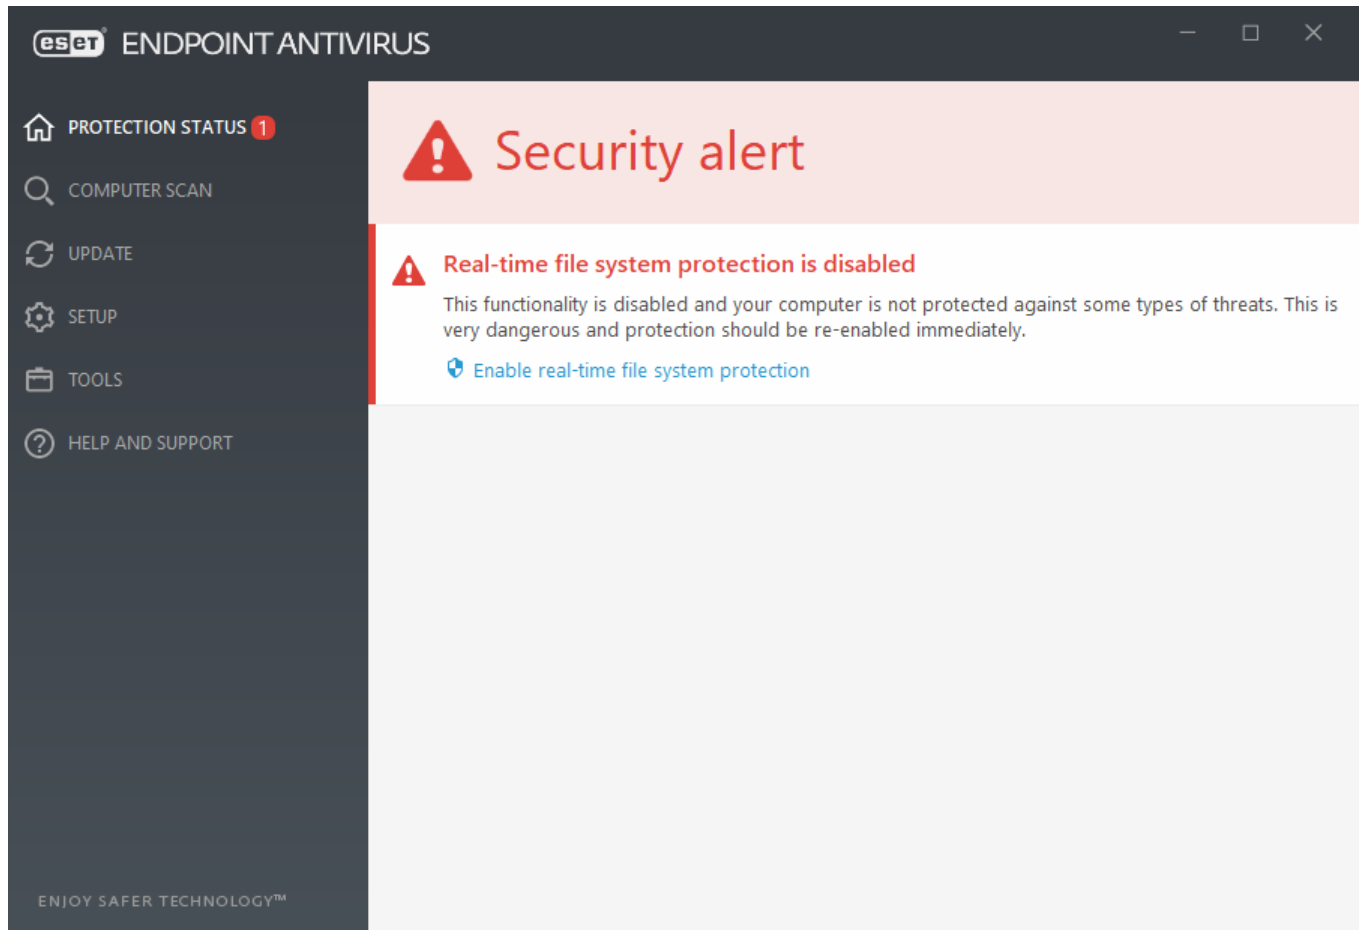 eset ENDPOINT ANTIVIRUS
PROTECTION STATUS 1
COMPUTER SCAN
UPDATE
SETUP
TOOLS
HELP AND SUPPORT
ENJOY SAFER TECHNOLOGY™
Security alert
Real-time file system protection is disabled
This functionality is disabled and your computer is not protected against some types of threats. This is
very dangerous and protection should be re-enabled immediately.
Enable real-time file system protection